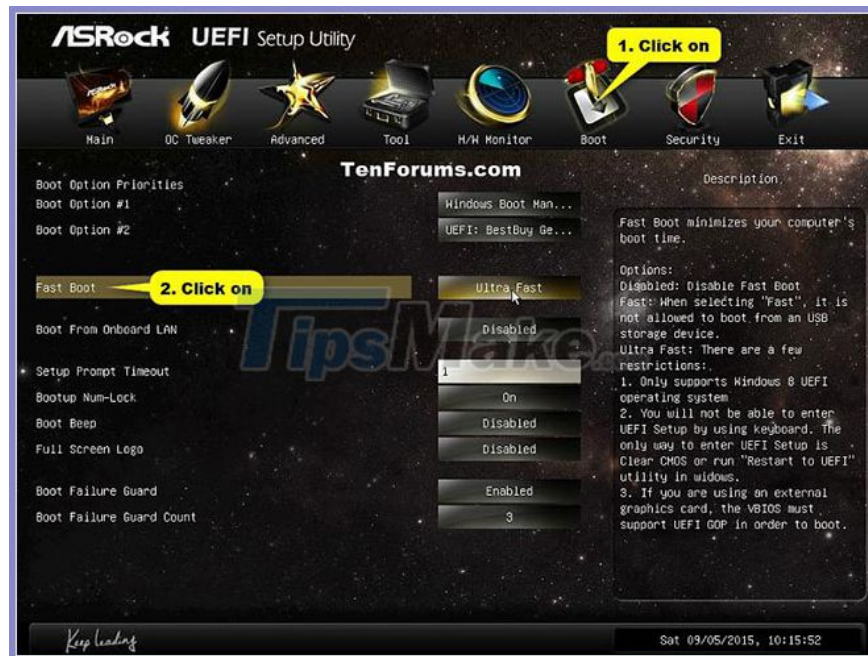 ASRock UEFI Setup Utility
1. Click on
ASRock
Main OC Tweaker Advanced Tool H/W Monitor Boot Security Exit
TenForums.com
Boot Option Priorities
Boot Option #1 Windows Boot Man...
Boot Option #2 UEFI: BestBuy Ge...
Fast Boot 2. Click on Ultra Fast
Boot From Onboard LAN Disabled
TipsMake.com
Setup Prompt Timeout 1
Bootup Num-Lock On
Boot Beep Disabled
Full Screen Logo Disabled
Boot Failure Guard Enabled
Boot Failure Guard Count 3
Description
Fast Boot minimizes your computer's
boot time.
Options:
Disabled: Disable Fast Boot
Fast: When selecting "Fast", it is
not allowed to boot from an USB
storage device.
Ultra Fast: There are a few
restrictions:
1. Only supports Windows 8 UEFI
operating system
2. You will not be able to enter
UEFI Setup by using keyboard. The
only way to enter UEFI Setup is
Clear CMOS or run "Restart to UEFI"
utility in widows.
3. If you are using an external
graphics card, the VBIOS must
support UEFI GOP in order to boot.
Keep Leading
Sat 09/05/2015, 10:15:52